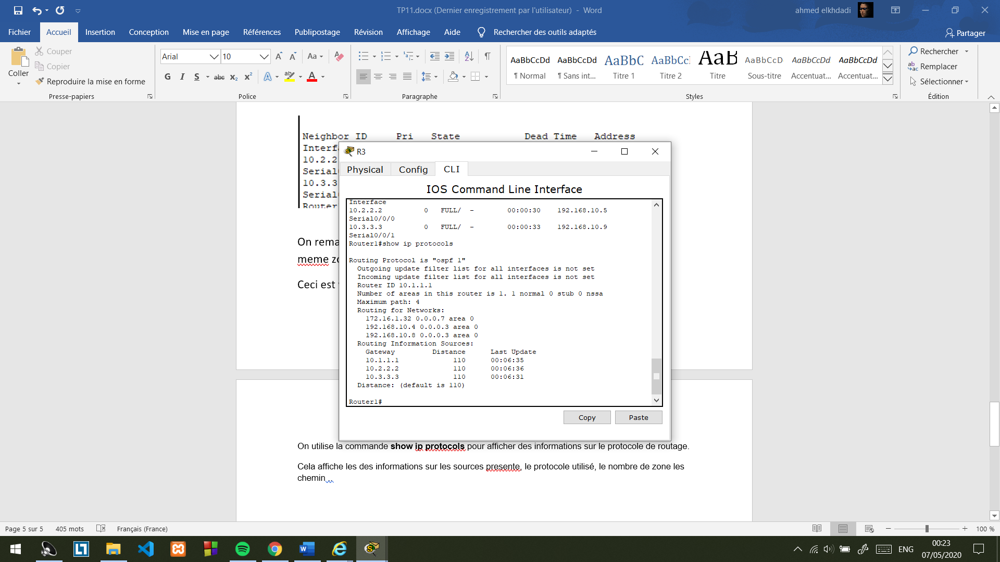 TP11.docx (Dernier enregistrement par l'utilisateur) - Word
ahmed elkhdadi
Fichier Accueil Insertion Conception Mise en page Références Publipostage Révision Affichage Aide Rechercher des outils adaptés Partager
Coller
Couper
Copier
Reproduire la mise en forme
Presse-papiers
Arial 10
Aa
G I S abc x2 x2 A ab A
Police
Paragraphe
AaBbCcDd AaBbCcDd AaBbC AaBbCcl AaB AaBbCcD AaBbCcDd AaBbCcDd
¶ Normal ¶ Sans int... Titre 1 Titre 2 Titre Sous-titre Accentuat... Accentuat...
Styles
Rechercher
Remplacer
Sélectionner
Édition
Neighbor ID Pri State Dead Time Address
Interf
10.2.2
Serial
10.3.3
Serial
Router
On rema
meme zo
Ceci est
R3
Physical Config CLI
IOS Command Line Interface
Interface
10.2.2.2 0 FULL/ - 00:00:30 192.168.10.5
Serial0/0/0
10.3.3.3 0 FULL/ - 00:00:33 192.168.10.9
Serial0/0/1
Router1#show ip protocols
Routing Protocol is "ospf 1"
Outgoing update filter list for all interfaces is not set
Incoming update filter list for all interfaces is not set
Router ID 10.1.1.1
Number of areas in this router is 1. 1 normal 0 stub 0 nssa
Maximum path: 4
Routing for Networks:
172.16.1.32 0.0.0.7 area 0
192.168.10.4 0.0.0.3 area 0
192.168.10.8 0.0.0.3 area 0
Routing Information Sources:
Gateway Distance Last Update
10.1.1.1 110 00:06:35
10.2.2.2 110 00:06:36
10.3.3.3 110 00:06:31
Distance: (default is 110)
Router1#
Copy Paste
On utilise la commande show ip protocols pour afficher des informations sur le protocole de routage.
Cela affiche les des informations sur les sources presente, le protocole utilisé, le nombre de zone les
chemin
Page 5 sur 5 405 mots Français (France) 100 %
ENG
00:23
07/05/2020